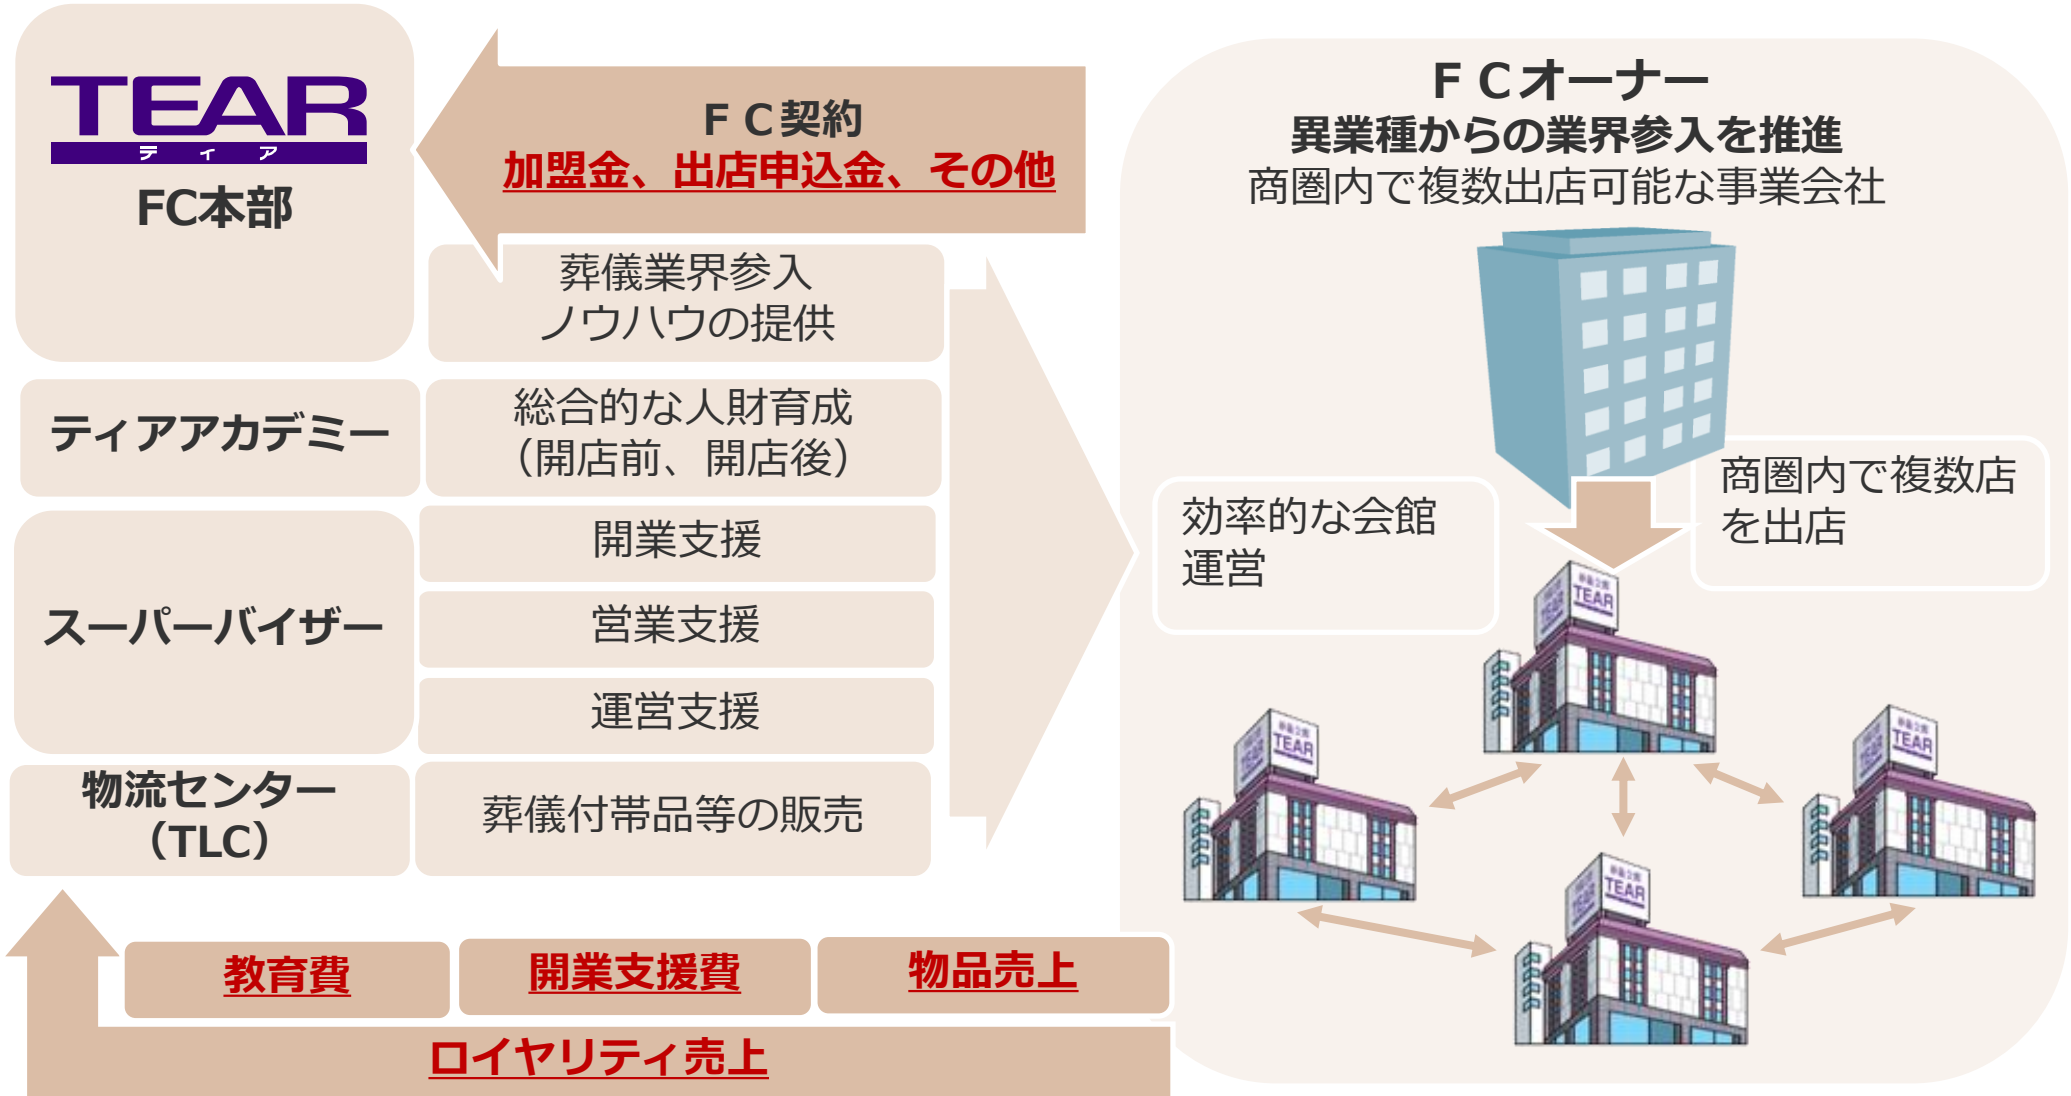 TEAR
ティア
FC本部
ＦＣ契約
加盟金、出店申込金、その他
葬儀業界参入
ノウハウの提供
ティアアカデミー
総合的な人財育成
（開店前、開店後）
スーパーバイザー
開業支援
営業支援
運営支援
物流センター
（TLC）
葬儀付帯品等の販売
教育費
開業支援費
物品売上
ロイヤリティ売上
ＦＣオーナー
異業種からの業界参入を推進
商圏内で複数出店可能な事業会社
効率的な会館
運営
商圏内で複数店
を出店
TEAR
TEAR
TEAR
TEAR